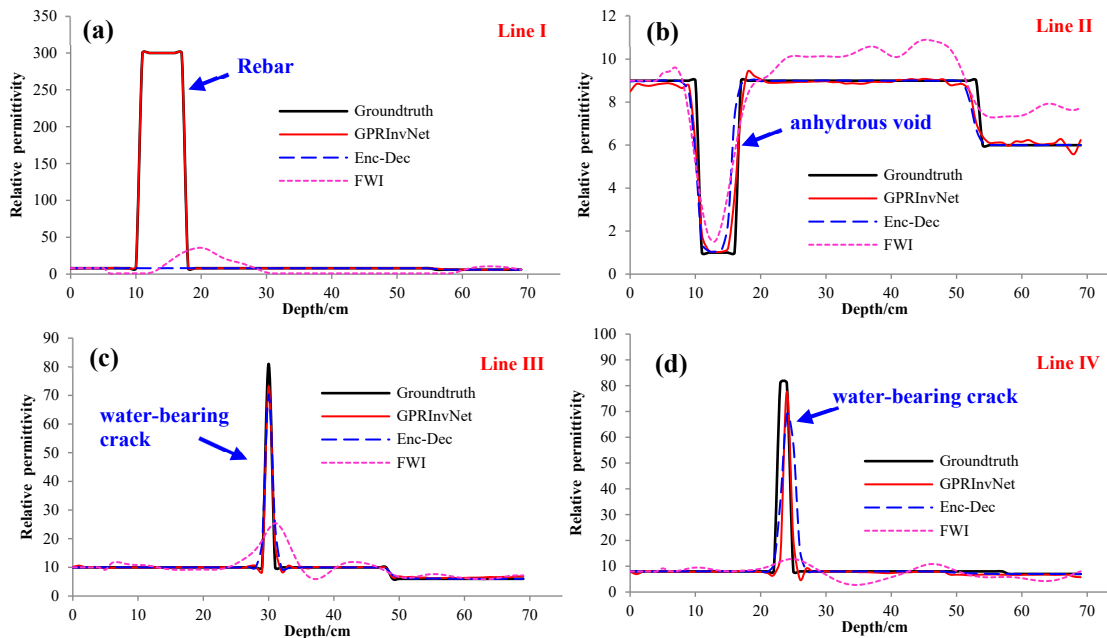 (a)
Line I
Relative permittivity
350
300
250
200
150
100
50
0
Rebar
Groundtruth
GPRInvNet
Enc-Dec
FWI
0 10 20 30 40 50 60 70
Depth/cm
(b)
Line II
Relative permittivity
12
10
8
6
4
2
0
anhydrous void
Groundtruth
GPRInvNet
Enc-Dec
FWI
0 10 20 30 40 50 60 70
Depth/cm
(c)
Line III
Relative permittivity
90
80
70
60
50
40
30
20
10
0
water-bearing
crack
Groundtruth
GPRInvNet
Enc-Dec
FWI
0 10 20 30 40 50 60 70
Depth/cm
(d)
Line IV
Relative permittivity
100
90
80
70
60
50
40
30
20
10
0
water-bearing crack
Groundtruth
GPRInvNet
Enc-Dec
FWI
0 10 20 30 40 50 60 70
Depth/cm